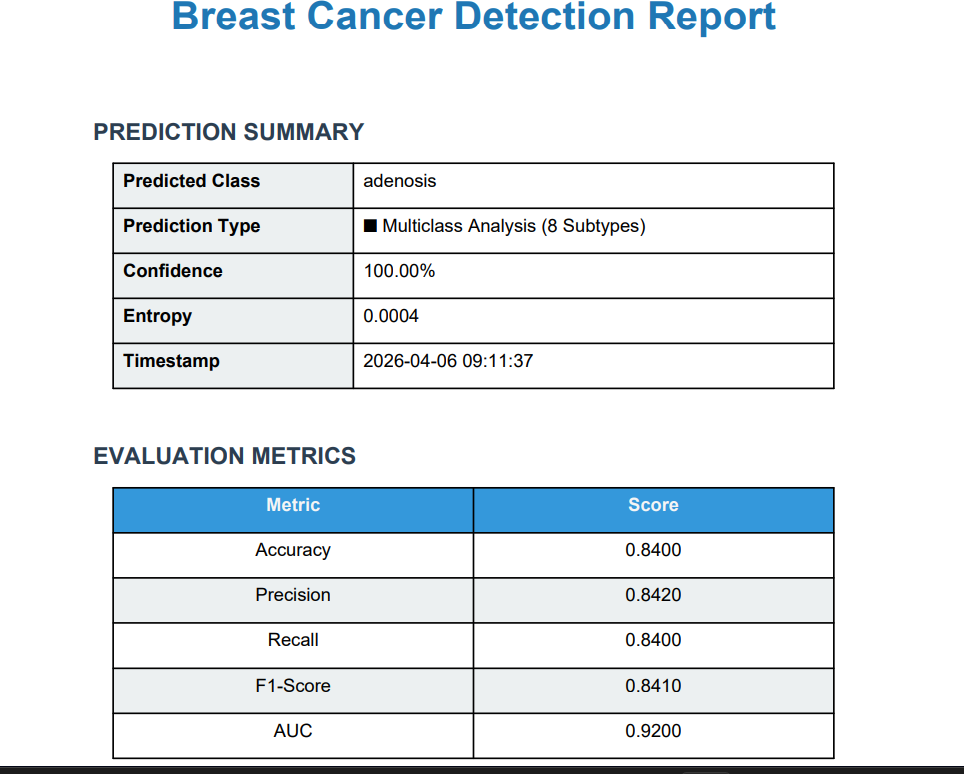 Breast Cancer Detection Report
PREDICTION SUMMARY
Predicted Class adenosis
Prediction Type ■ Multiclass Analysis (8 Subtypes)
Confidence 100.00%
Entropy 0.0004
Timestamp 2026-04-06 09:11:37
EVALUATION METRICS
Metric Score
Accuracy 0.8400
Precision 0.8420
Recall 0.8400
F1-Score 0.8410
AUC 0.9200